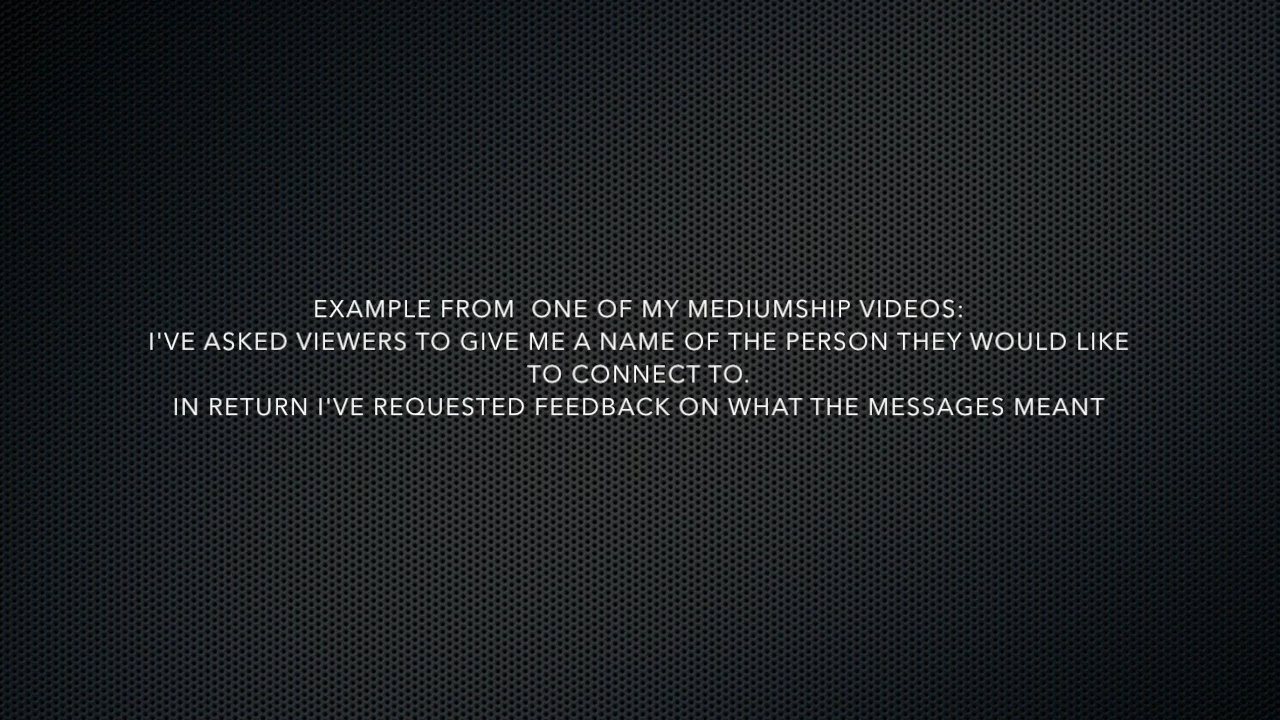 EXAMPLE FROM  ONE OF MY MEDIUMSHIP VIDEOS:
I'VE ASKED VIEWERS TO GIVE ME A NAME OF THE PERSON THEY WOULD LIKE
TO CONNECT TO.
IN RETURN I'VE REQUESTED FEEDBACK ON WHAT THE MESSAGES MEANT